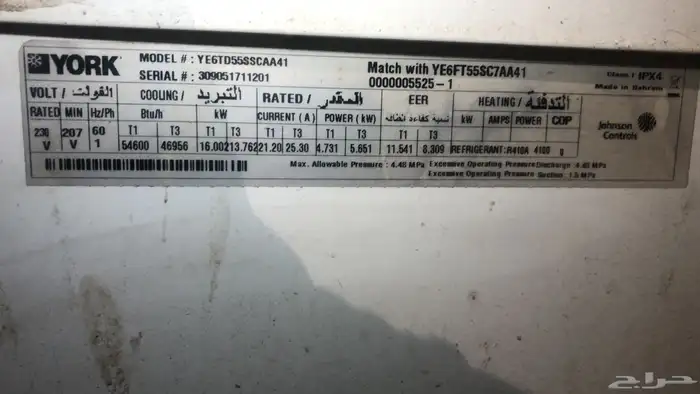 YORK
MODEL # : YE6TD55SSCAA41
SERIAL # : 309051711201
Match with YE6FT55SC7AA41
0000005525-1
Class I IPX4
Made in Bahrain
VOLT / الفولت
COOLING / التبريد
RATED / المقدر
EER
HEATING / التدفئة
RATED MIN Hz/Ph Btu/h kW CURRENT (A) POWER (kW) نسبة كفاءة الطاقة kW AMPS POWER COP
T1 T3 T1 T3 T1 T3 T1 T3 T1 T3
230 V 207 V 60 1 54600 46956 16.002 13.762 21.20 25.30 4.731 5.651 11.541 8.309 REFRIGERANT : R410A 4100 g
Johnson Controls
Max. Allowable Pressure : 4.48 MPa Excessive Operating Pressure Discharge : 4.48 MPa
Excessive Operating Pressure Suction : 1.5 MPa
حراج